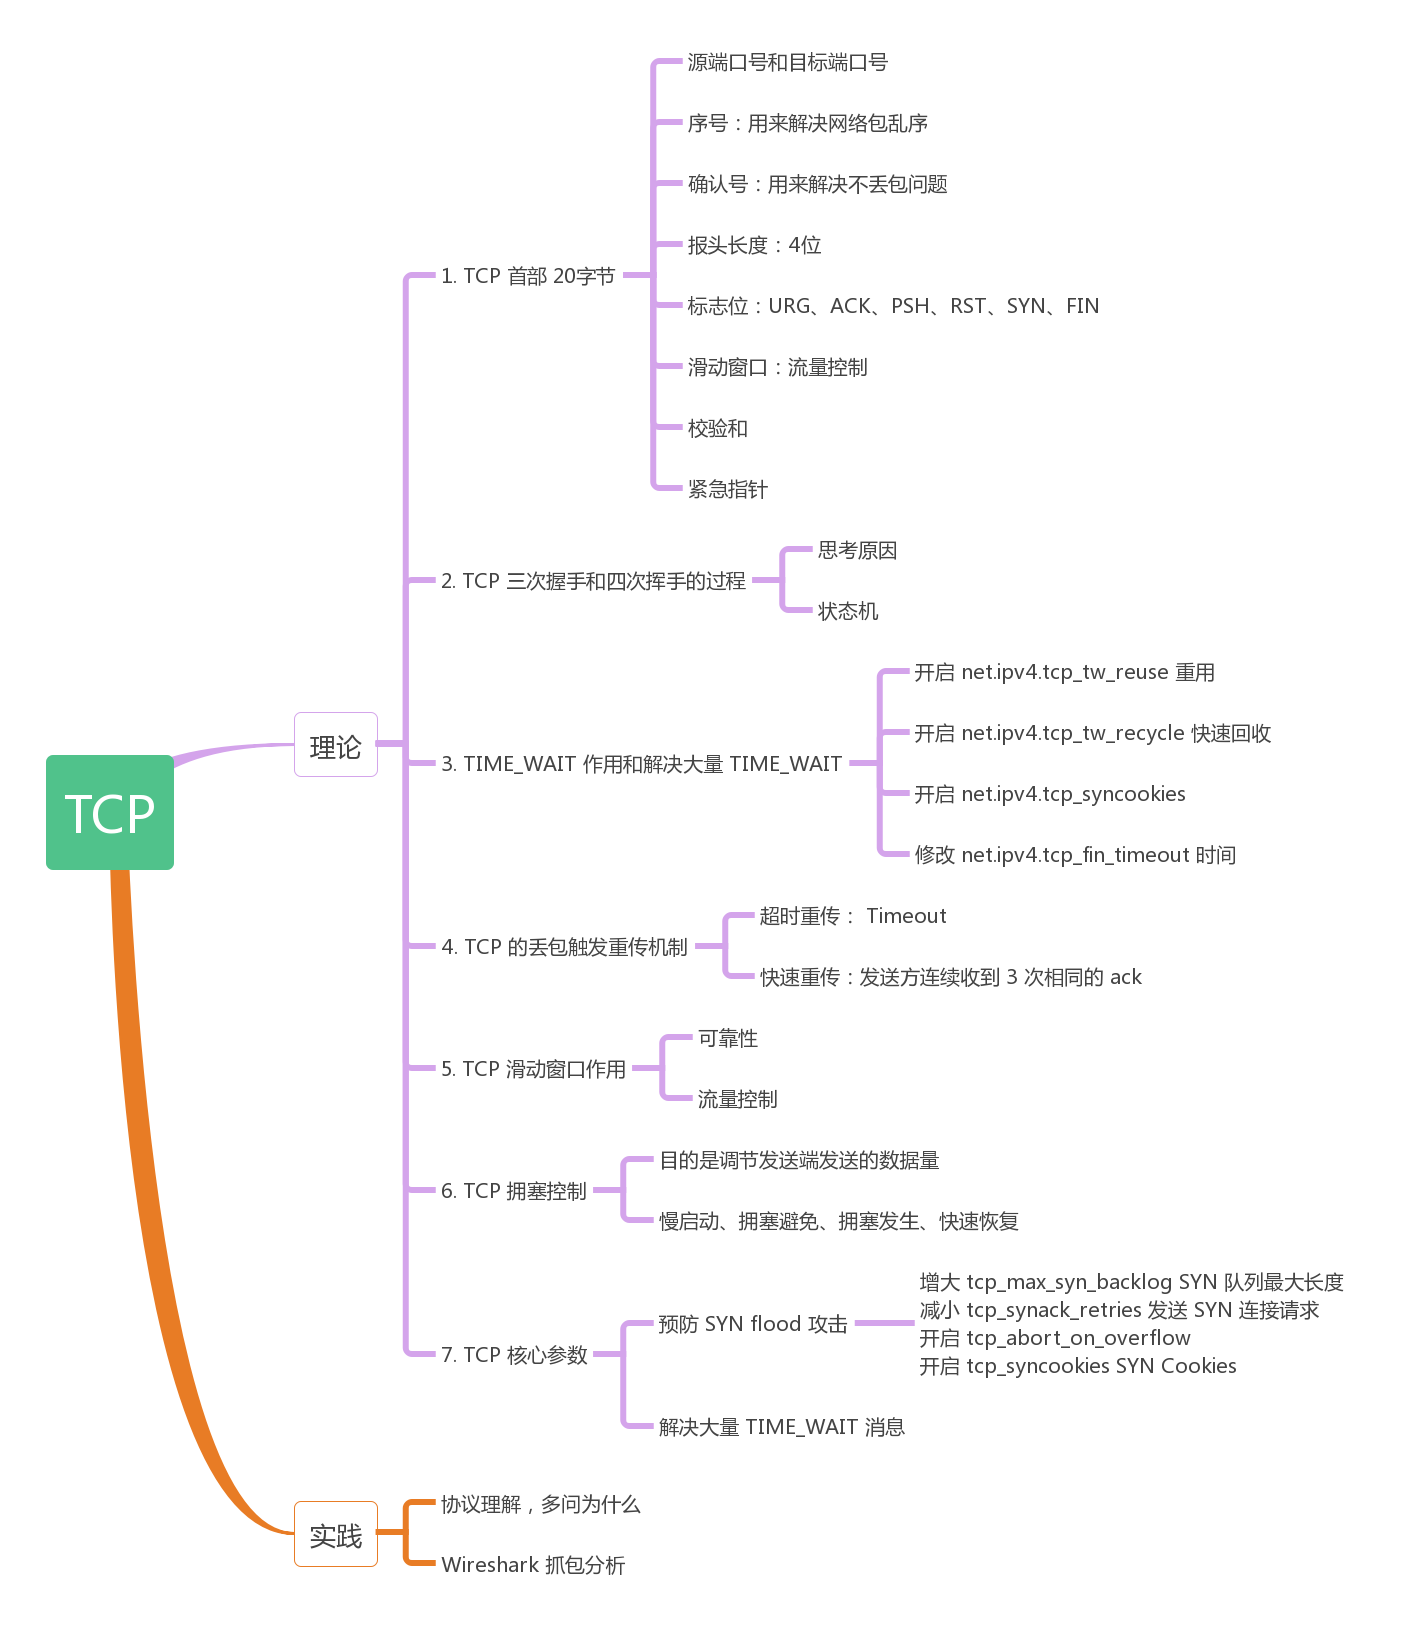 TCP
理论
1. TCP 首部 20字节
源端口号和目标端口号
序号：用来解决网络包乱序
确认号：用来解决不丢包问题
报头长度：4位
标志位：URG、ACK、PSH、RST、SYN、FIN
滑动窗口：流量控制
校验和
紧急指针
2. TCP 三次握手和四次挥手的过程
思考原因
状态机
3. TIME_WAIT 作用和解决大量 TIME_WAIT
开启 net.ipv4.tcp_tw_reuse 重用
开启 net.ipv4.tcp_tw_recycle 快速回收
开启 net.ipv4.tcp_syncookies
修改 net.ipv4.tcp_fin_timeout 时间
4. TCP 的丢包触发重传机制
超时重传： Timeout
快速重传：发送方连续收到 3 次相同的 ack
5. TCP 滑动窗口作用
可靠性
流量控制
6. TCP 拥塞控制
目的是调节发送端发送的数据量
慢启动、拥塞避免、拥塞发生、快速恢复
7. TCP 核心参数
预防 SYN flood 攻击
增大 tcp_max_syn_backlog SYN 队列最大长度
减小 tcp_synack_retries 发送 SYN 连接请求
开启 tcp_abort_on_overflow
开启 tcp_syncookies SYN Cookies
解决大量 TIME_WAIT 消息
实践
协议理解，多问为什么
Wireshark 抓包分析